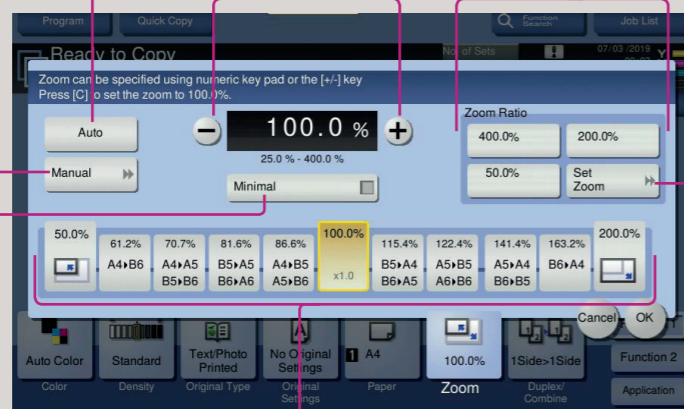 Program
Quick Copy
Function
Search
Job List
Ready to Copy
No. of Sets
07/03/2019
Y
Zoom can be specified using numeric key pad or the [+/-] key
Press [C] to set the zoom to 100.0%.
Auto
Manual
−
100.0 %
+
25.0 % - 400.0 %
Minimal
Zoom Ratio
400.0%
200.0%
50.0%
Set
Zoom
50.0%
61.2%
A4▸B6
70.7%
A4▸A5
B5▸B6
81.6%
B5▸A5
B6▸A6
86.6%
A4▸B5
A5▸B6
100.0%
x1.0
115.4%
B5▸A4
B6▸A5
122.4%
A5▸B5
A6▸B6
141.4%
A5▸A4
B6▸B5
163.2%
B6▸A4
200.0%
Cancel
OK
Auto Color
Color
Standard
Density
Text/Photo
Printed
Original Type
No Original
Settings
Original
Settings
1 A4
Paper
100.0%
Zoom
1Side>1Side
Duplex/
Combine
Function 2
Application